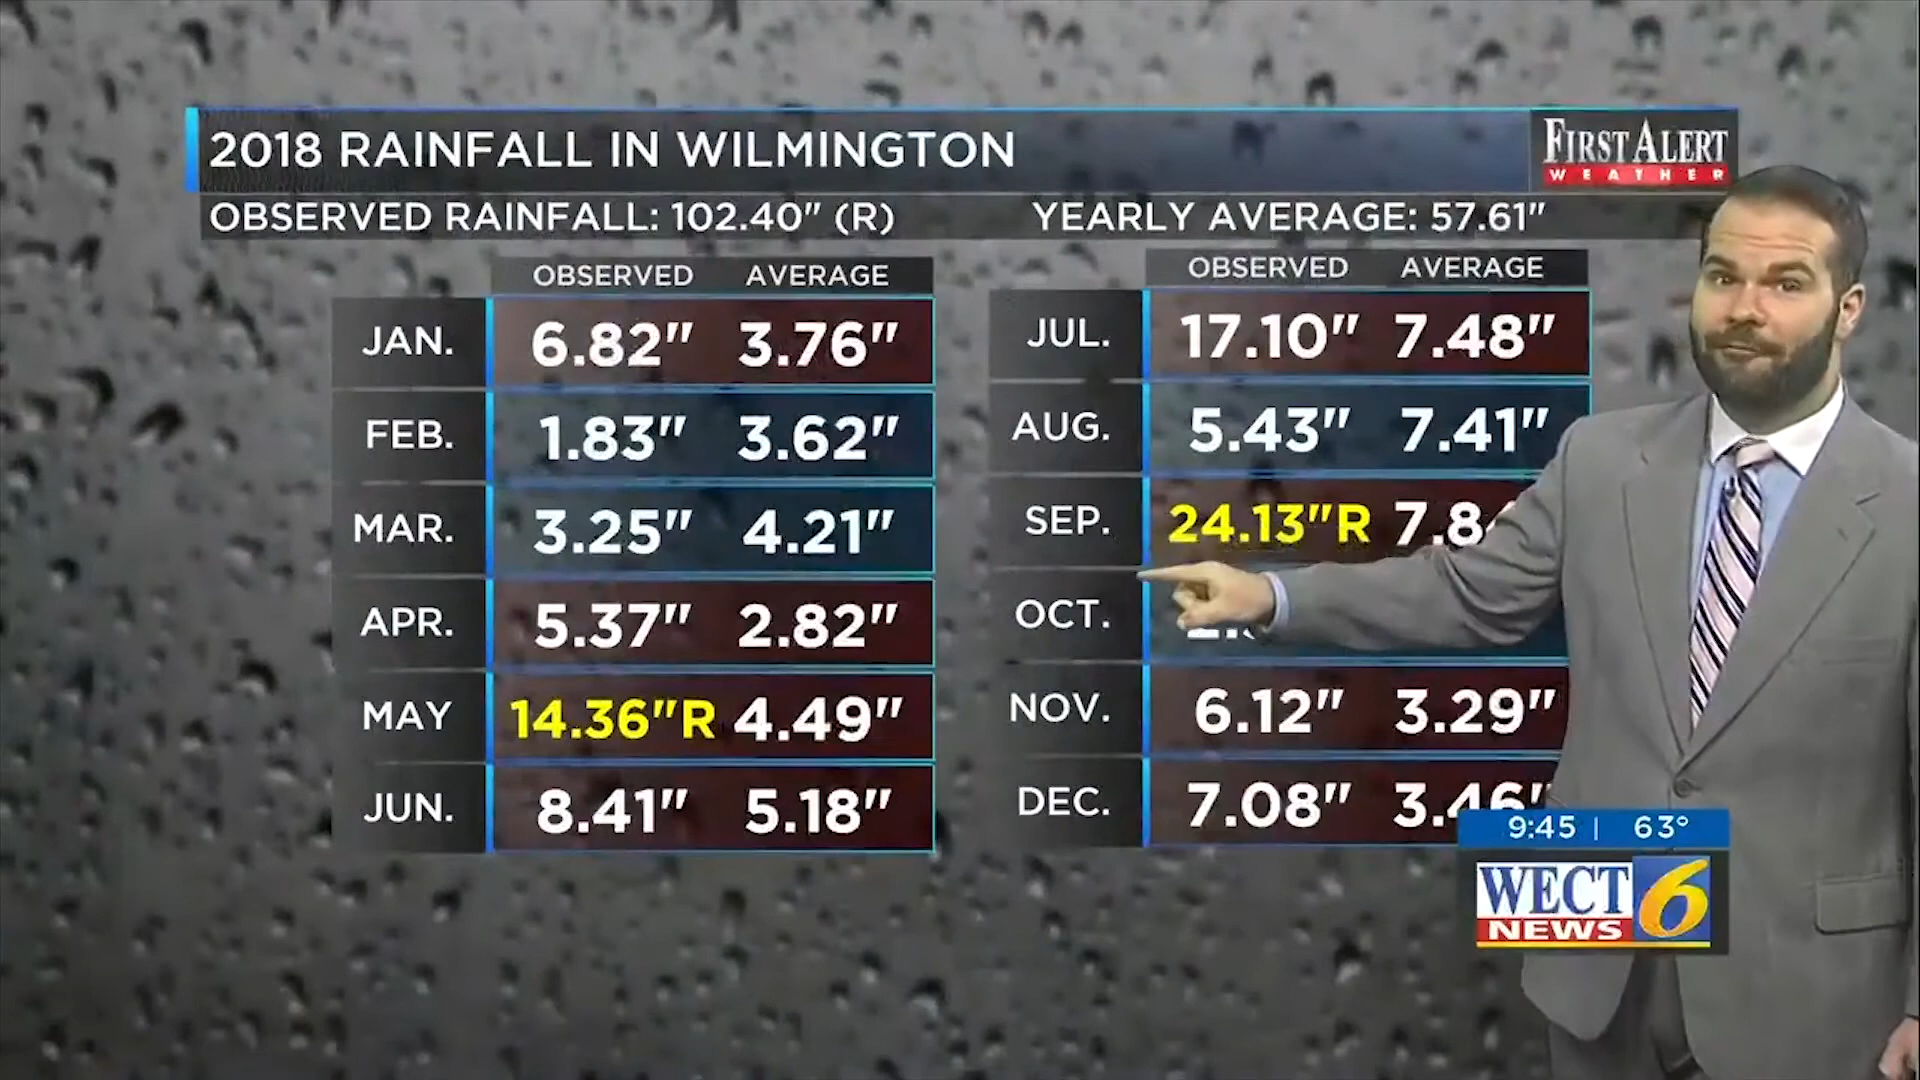 2018 RAINFALL IN WILMINGTON
FIRST ALERT
WEATHER
OBSERVED RAINFALL: 102.40" (R) YEARLY AVERAGE: 57.61"
OBSERVED AVERAGE
JAN. 6.82" 3.76"
FEB. 1.83" 3.62"
MAR. 3.25" 4.21"
APR. 5.37" 2.82"
MAY 14.36"R 4.49"
JUN. 8.41" 5.18"
OBSERVED AVERAGE
JUL. 17.10" 7.48"
AUG. 5.43" 7.41"
SEP. 24.13"R
OCT.
NOV. 6.12" 3.29"
DEC. 7.08" 3.46"
9:45 | 63°
WECT 6
NEWS